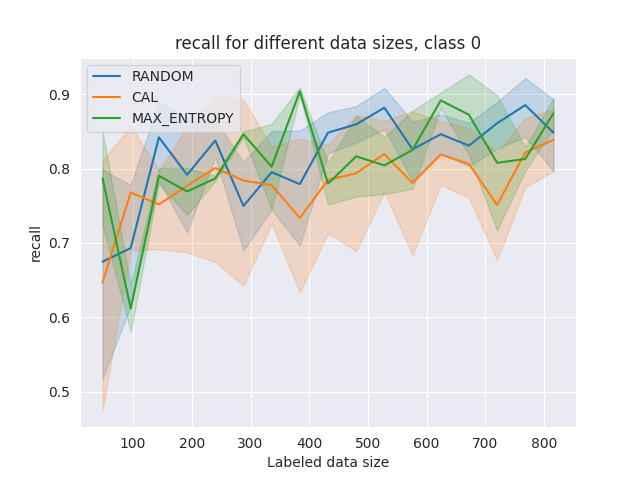 recall for different data sizes, class 0
RANDOM
CAL
MAX_ENTROPY
0.9
0.8
0.7
0.6
0.5
recall
100 200 300 400 500 600 700 800
Labeled data size